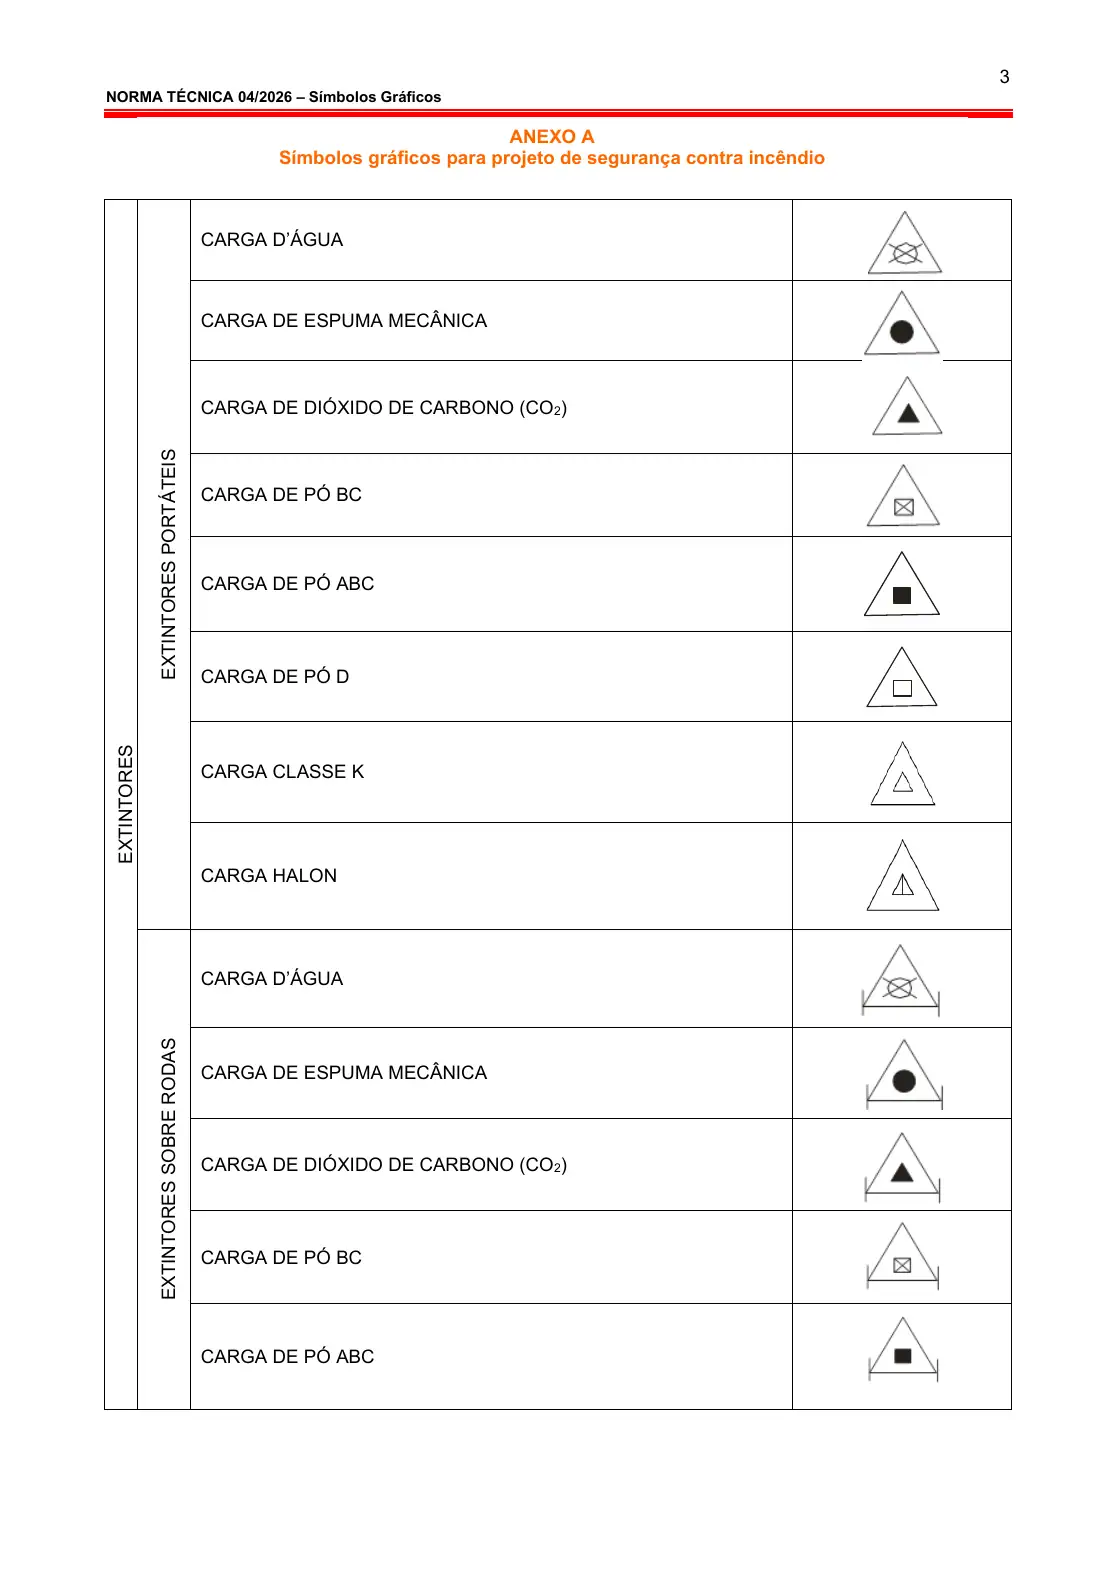 3
NORMA TÉCNICA 04/2026 – Símbolos Gráficos
ANEXO A
Símbolos gráficos para projeto de segurança contra incêndio
EXTINTORES
EXTINTORES PORTÁTEIS
CARGA D’ÁGUA
CARGA DE ESPUMA MECÂNICA
CARGA DE DIÓXIDO DE CARBONO (CO₂)
CARGA DE PÓ BC
CARGA DE PÓ ABC
CARGA DE PÓ D
CARGA CLASSE K
CARGA HALON
EXTINTORES SOBRE RODAS
CARGA D’ÁGUA
CARGA DE ESPUMA MECÂNICA
CARGA DE DIÓXIDO DE CARBONO (CO₂)
CARGA DE PÓ BC
CARGA DE PÓ ABC